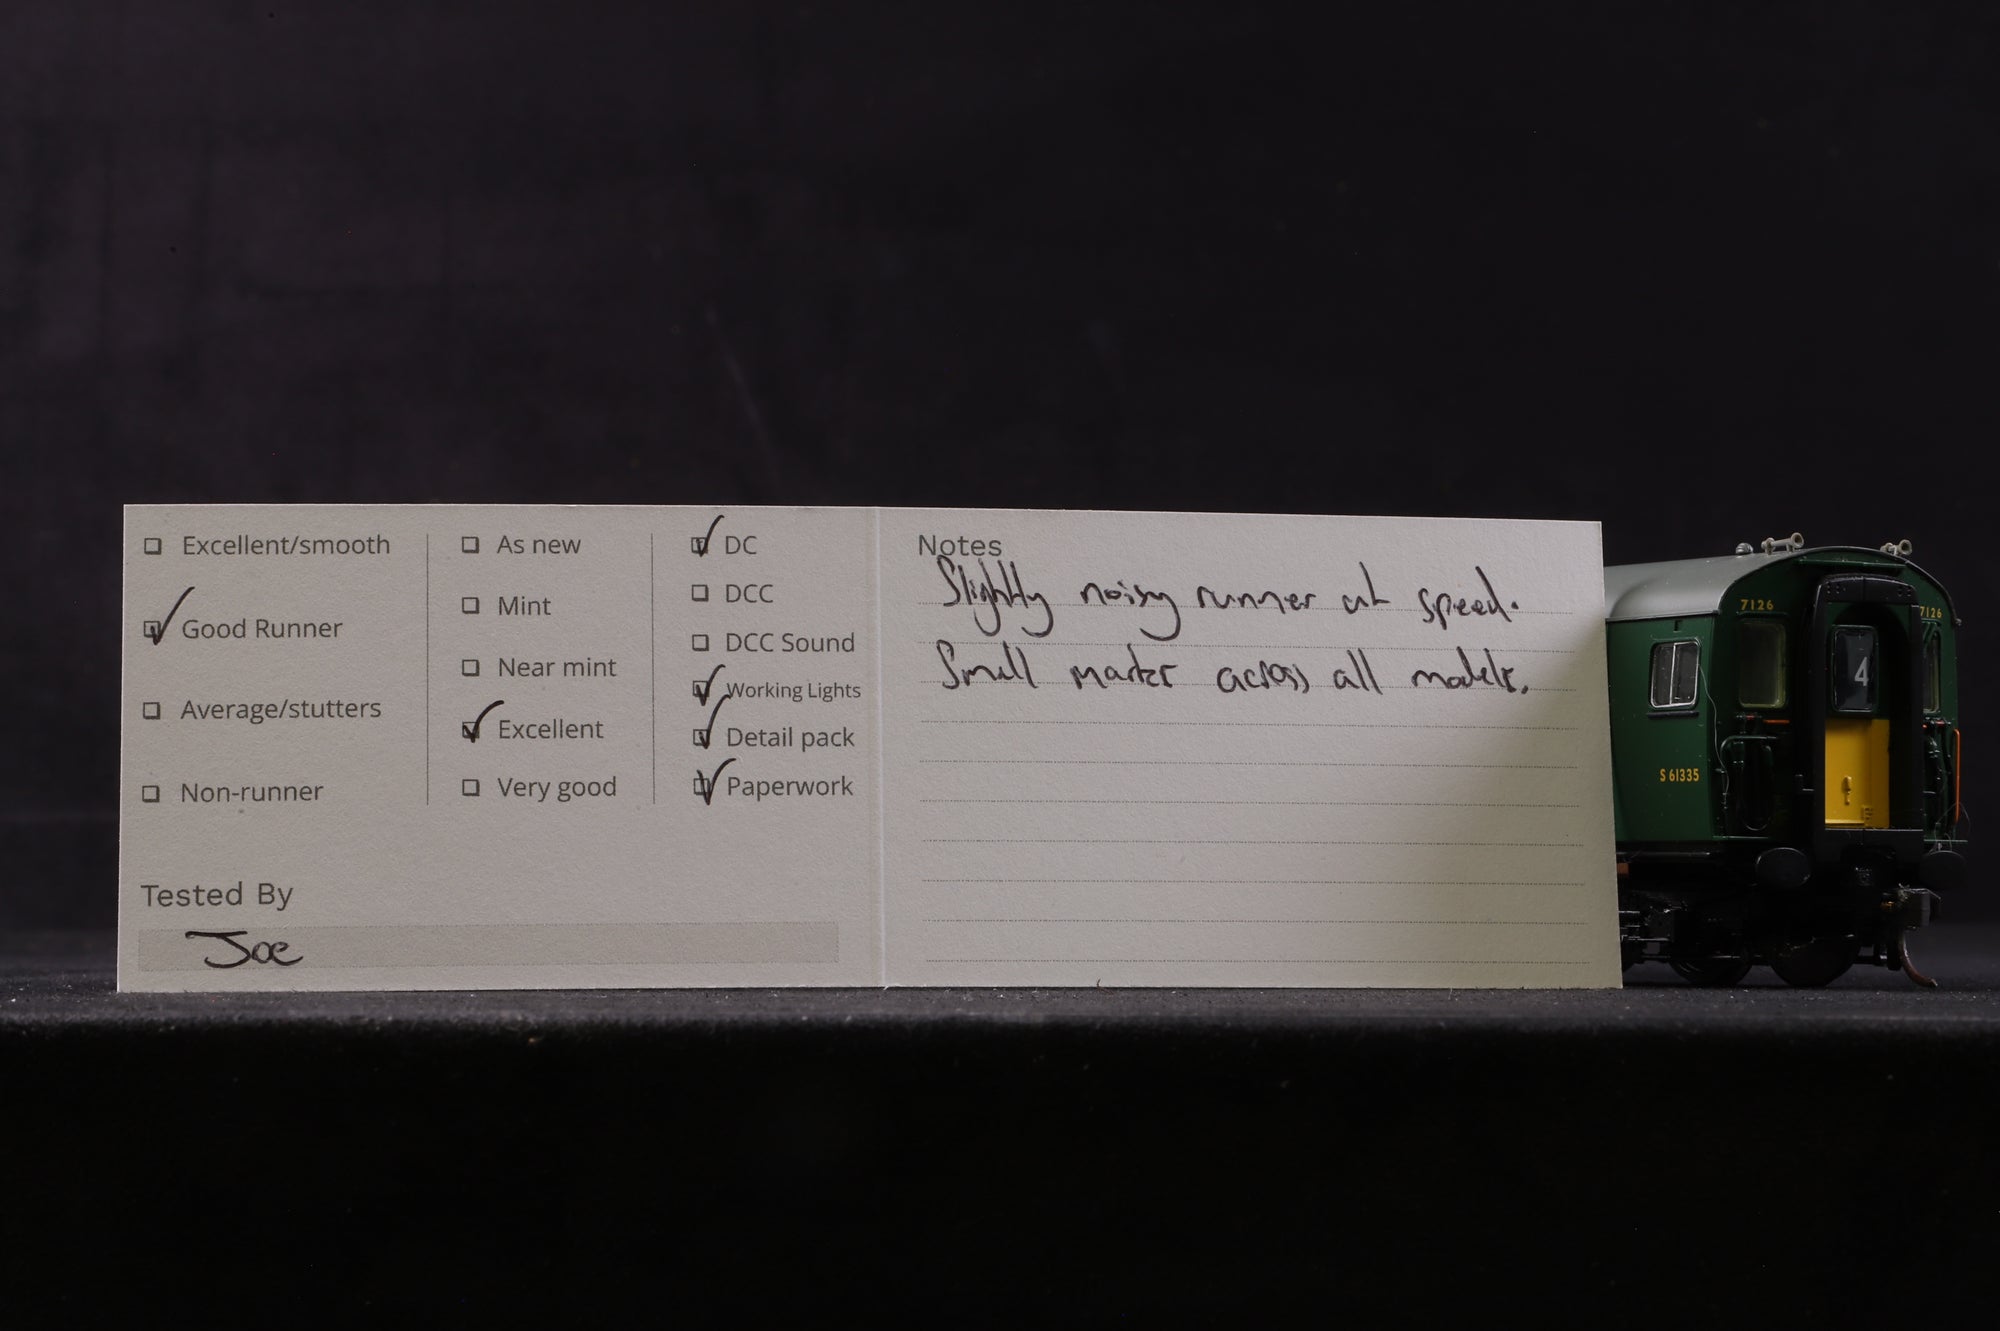 Excellent/smooth
Good Runner
Average/stutters
Non-runner
As new
Mint
Near mint
Excellent
Very good
DC
DCC
DCC Sound
Working Lights
Detail pack
Paperwork
Tested By
Joe
Notes
Slightly noisy runner at speed.
Small marks across all models.
7126
7126
4
S 61335